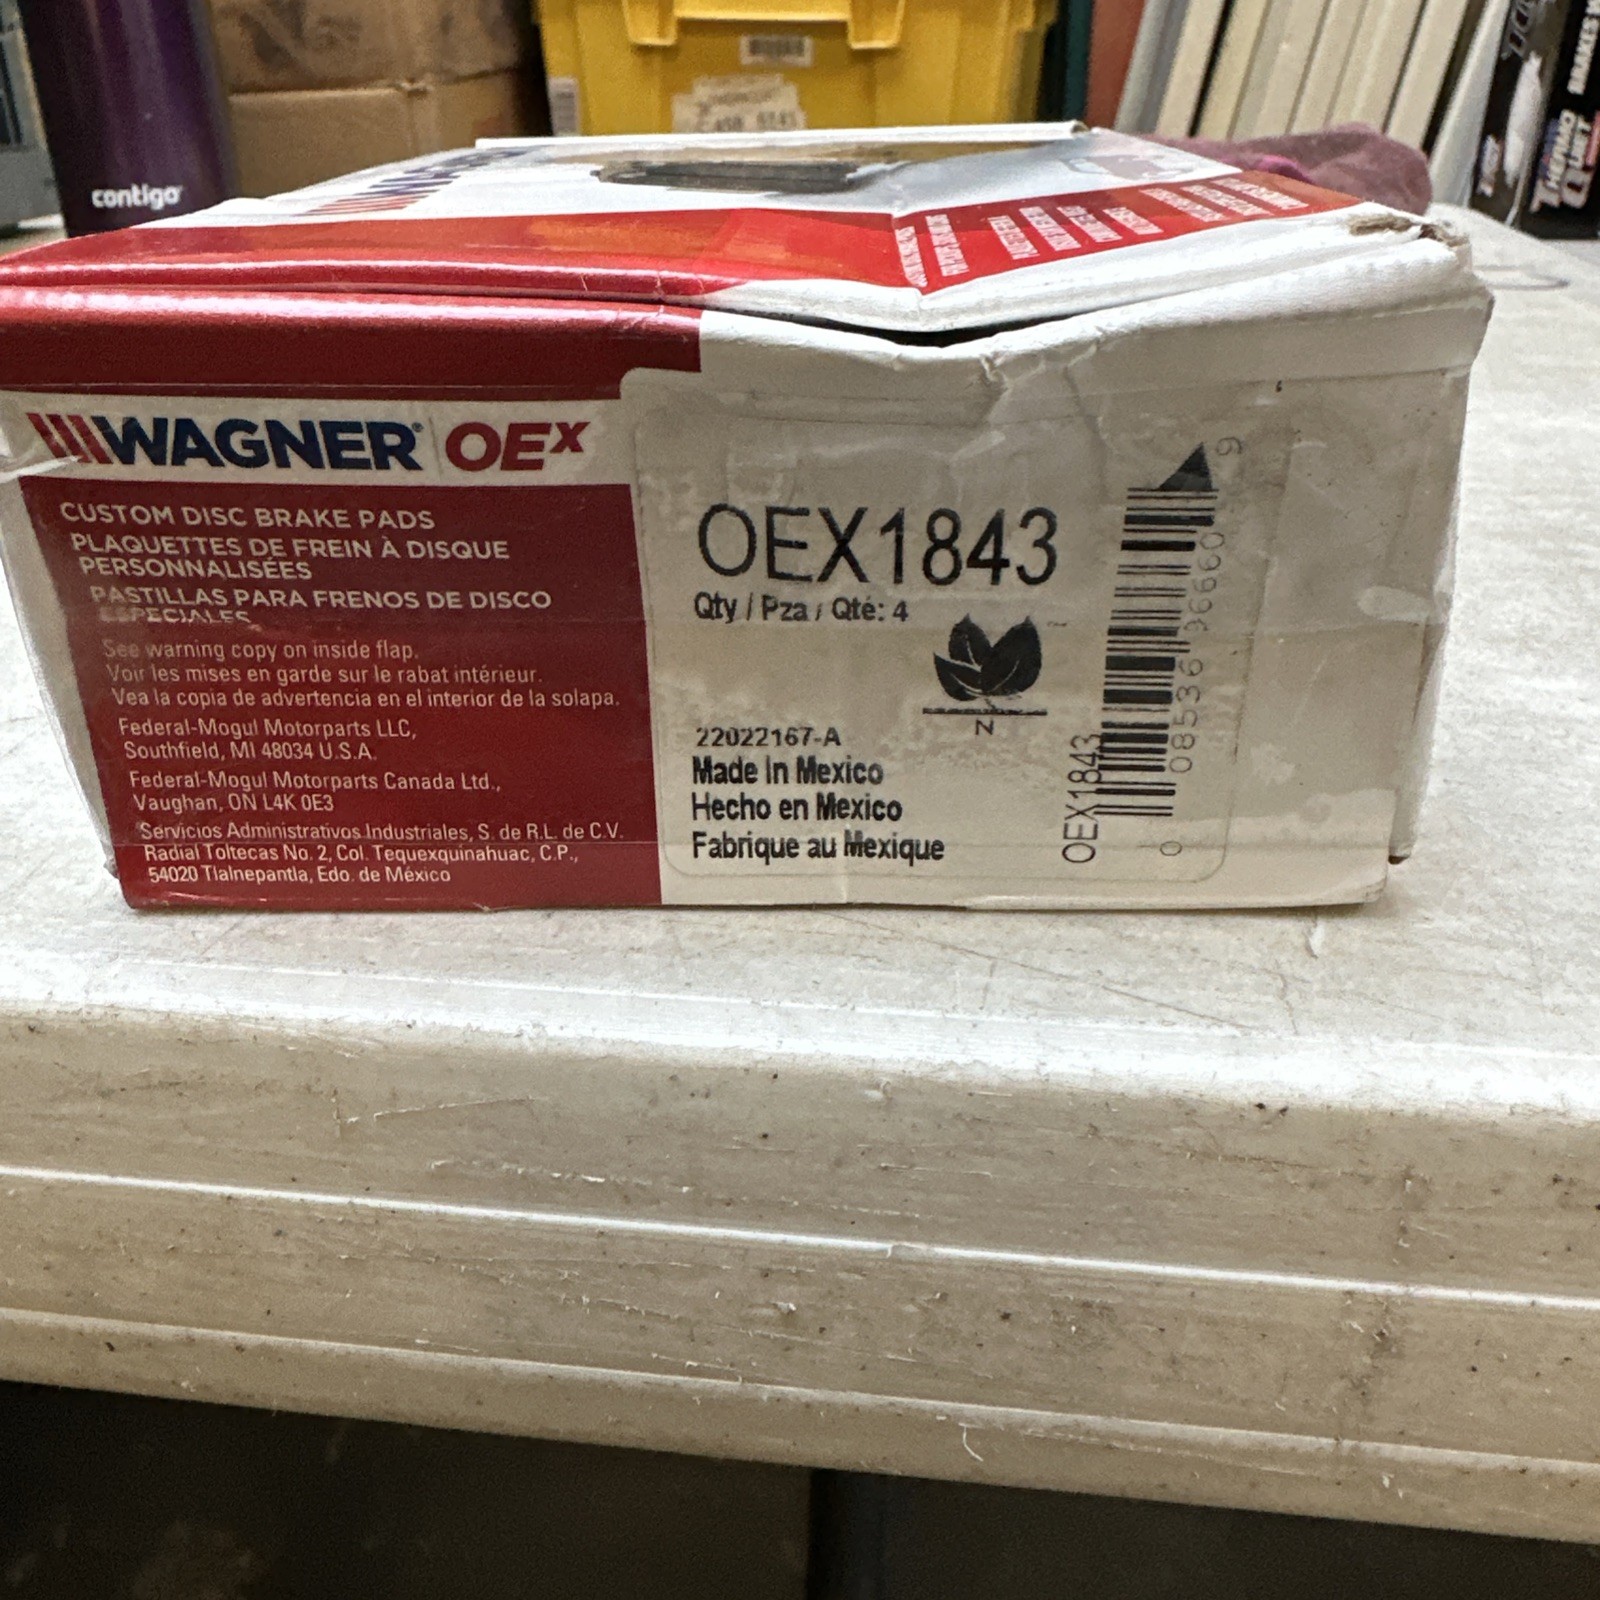 contigo
WAGNER OEX
CUSTOM DISC BRAKE PADS
PLAQUETTES DE FREIN À DISQUE
PERSONNALISÉES
PASTILLAS PARA FRENOS DE DISCO
ESPECIALES
See warning copy on inside flap.
Voir les mises en garde sur le rabat intérieur.
Vea la copia de advertencia en el interior de la solapa.
Federal-Mogul Motorparts LLC,
Southfield, MI 48034 U.S.A.
Federal-Mogul Motorparts Canada Ltd.,
Vaughan, ON L4K 0E3
Servicios Administrativos Industriales, S. de R.L. de C.V.
Radial Toltecas No. 2, Col. Tequexquinahuac, C.P.,
54020 Tlalnepantla, Edo. de México
OEX1843
Qty / Pza / Qté: 4
N
22022167-A
Made In Mexico
Hecho en Mexico
Fabrique au Mexique
OEX1843